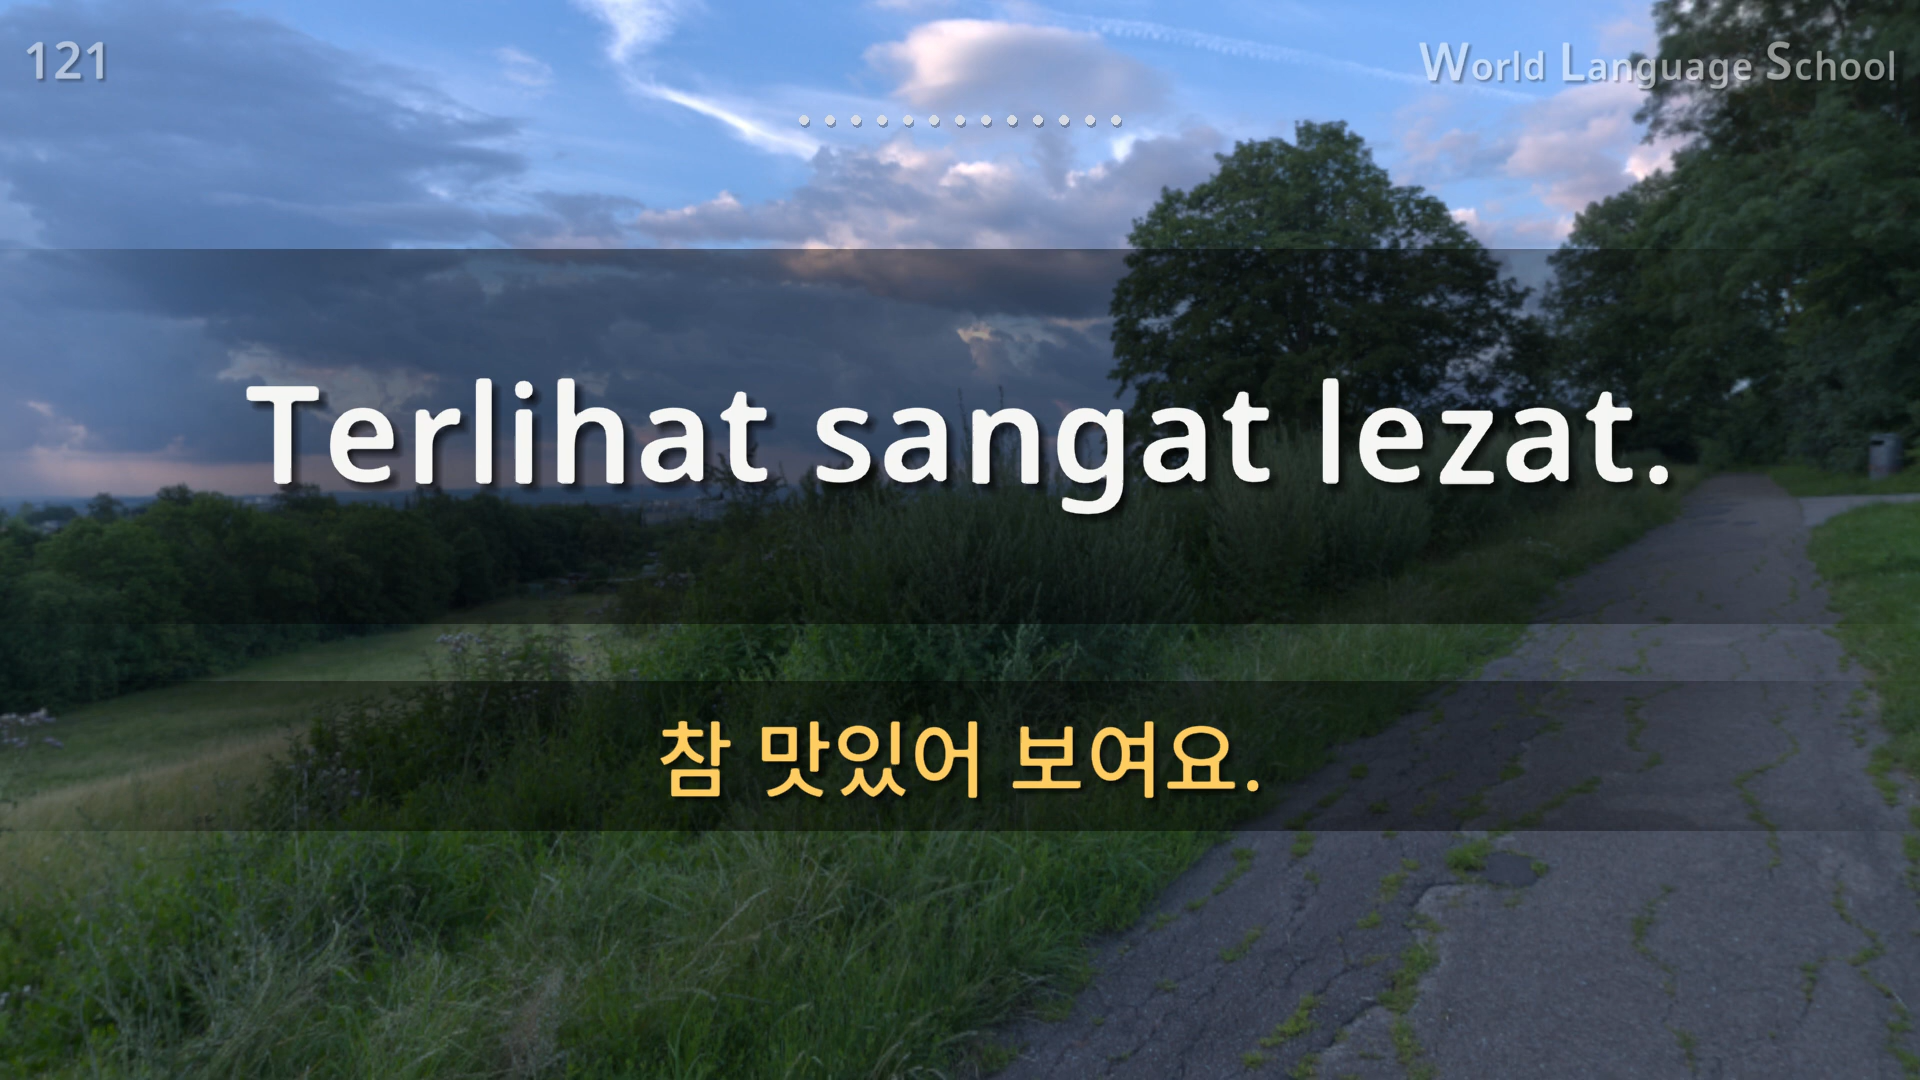 121
World Language School
Terlihat sangat lezat.
참 맛있어 보여요.